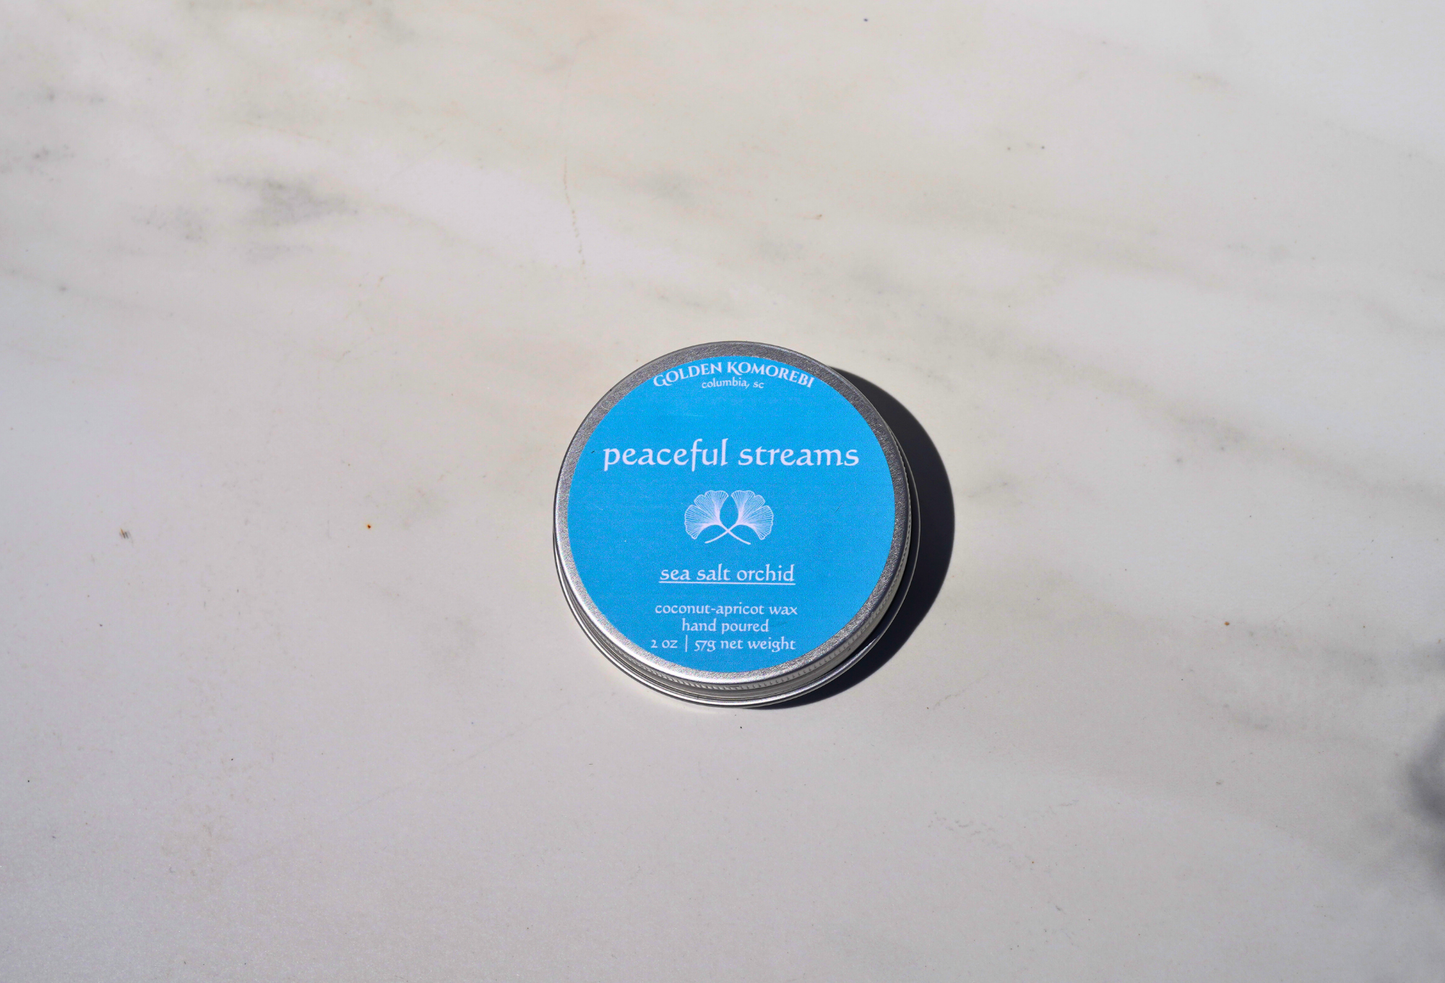 GOLDEN KOMOREBI
columbia, sc
peaceful streams
sea salt orchid
coconut-apricot wax
hand poured
2 oz | 57g net weight